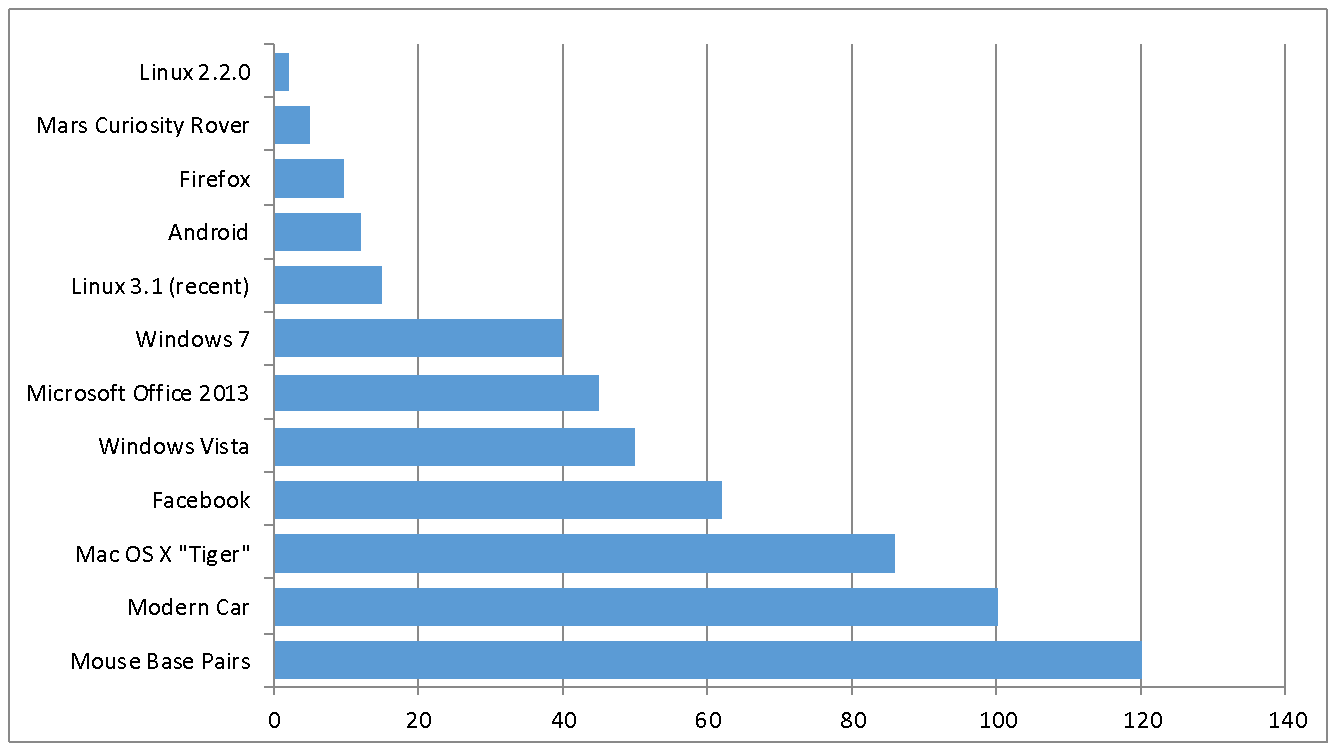 Linux 2.2.0
Mars Curiosity Rover
Firefox
Android
Linux 3.1 (recent)
Windows 7
Microsoft Office 2013
Windows Vista
Facebook
Mac OS X "Tiger"
Modern Car
Mouse Base Pairs
0 20 40 60 80 100 120 140